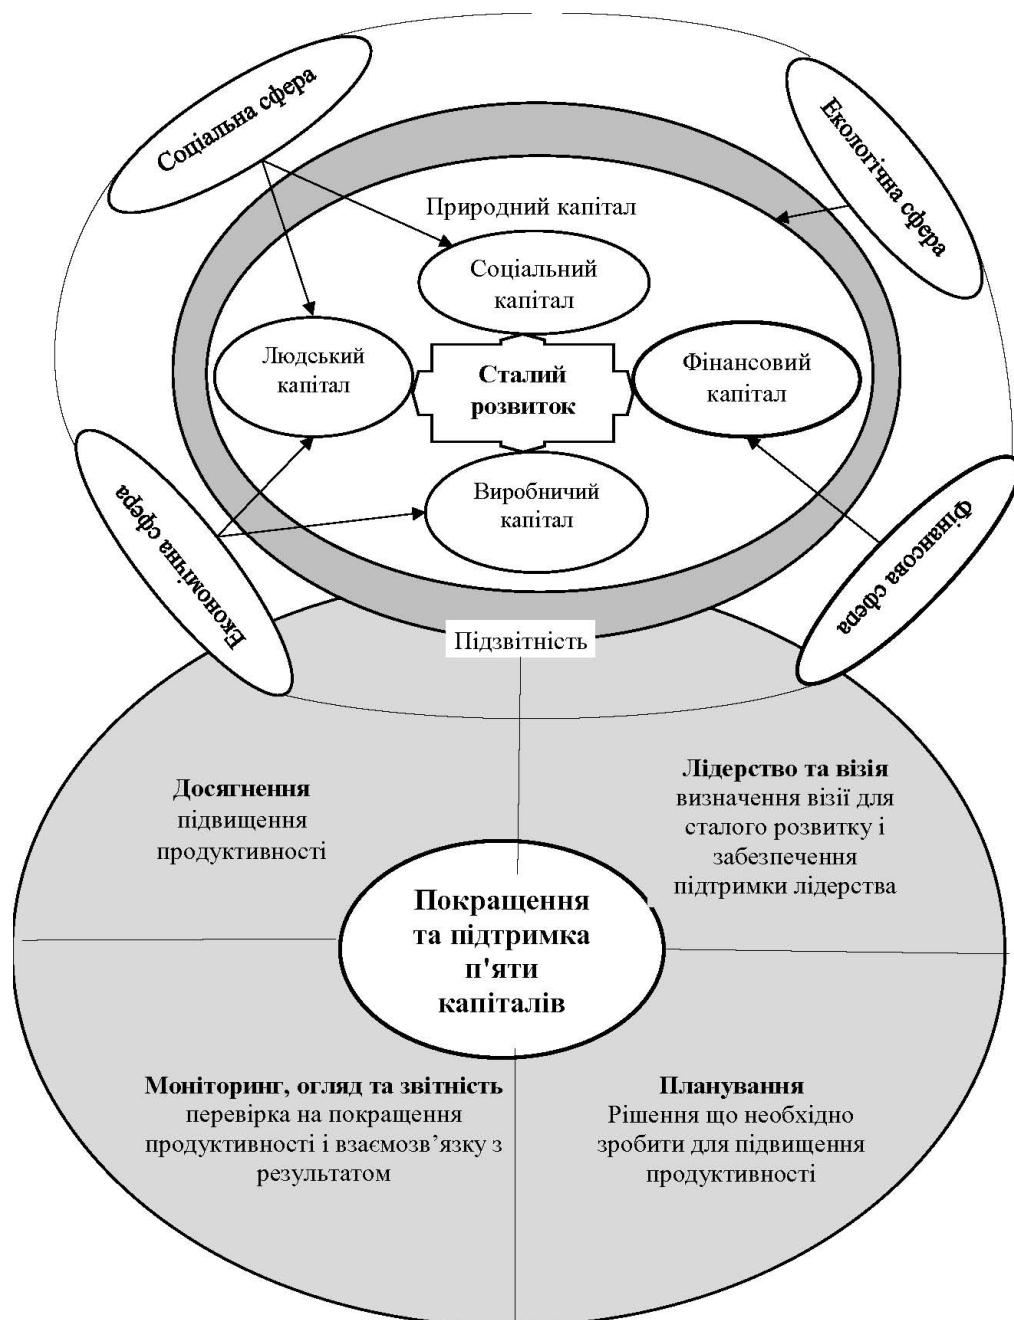 Соціальна сфера
Екологічна сфера
Природний капітал
Соціальний
капітал
Людський
капітал
Сталий
розвиток
Фінансовий
капітал
Виробничий
капітал
Економічна сфера
Фінансова сфера
Підзвітність
Досягнення
підвищення
продуктивності
Лідерство та візія
визначення візії для
сталого розвитку і
забезпечення
підтримки лідерства
Покращення
та підтримка
п'яти
капіталів
Моніторинг, огляд та звітність
перевірка на покращення
продуктивності і взаємозв’язку з
результатом
Планування
Рішення що необхідно
зробити для підвищення
продуктивності